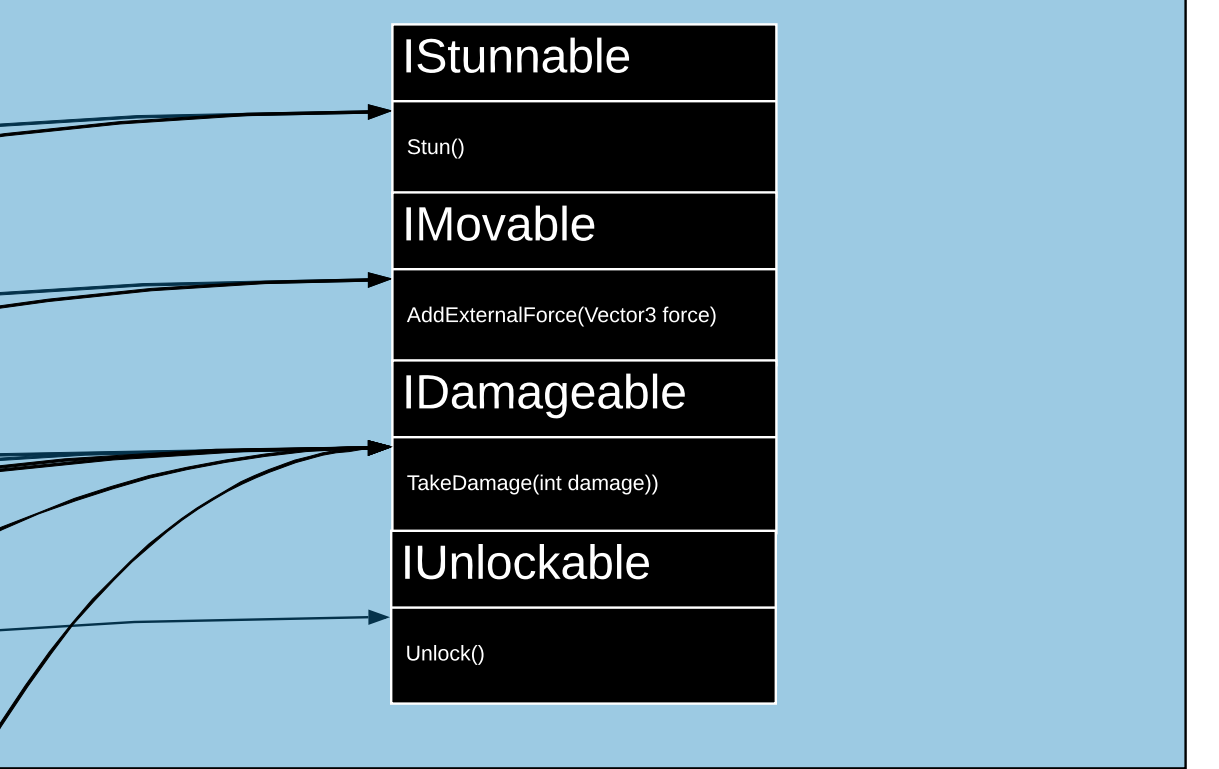 IStunnable
Stun()
IMovable
AddExternalForce(Vector3 force)
IDamageable
TakeDamage(int damage))
IUnlockable
Unlock()